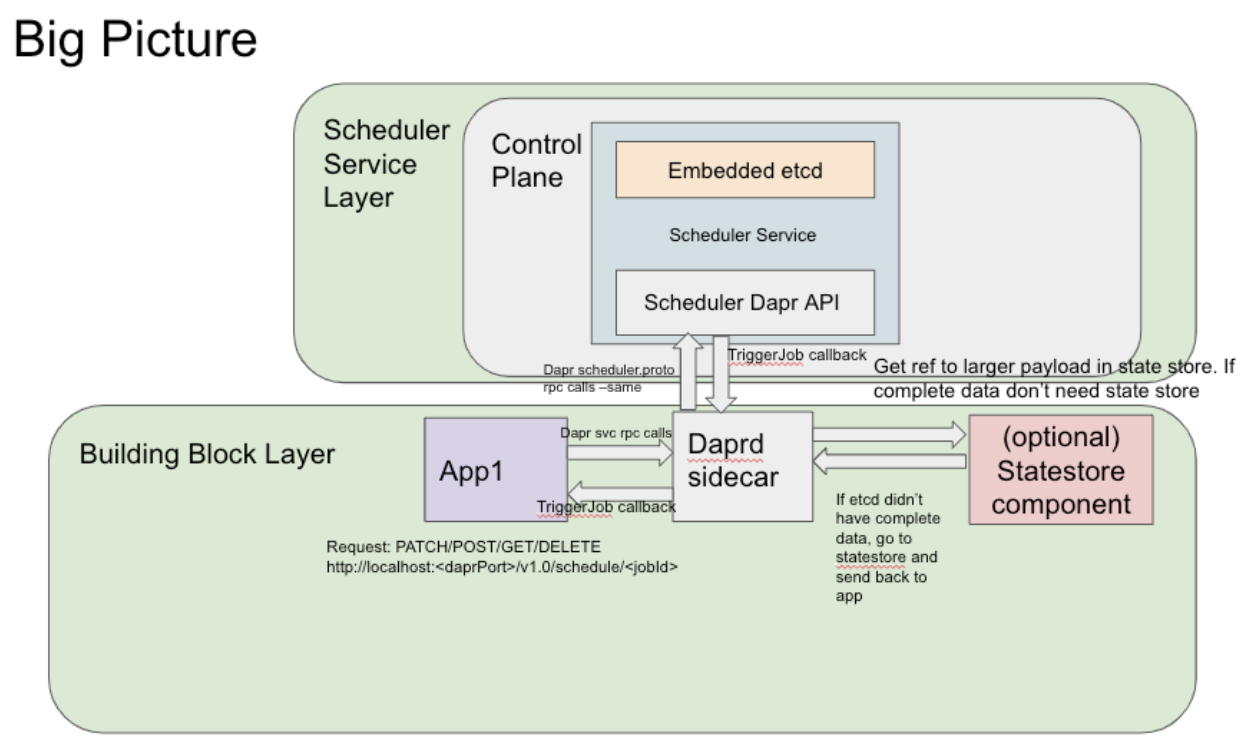 Big Picture
Scheduler
Service
Layer
Control
Plane
Embedded etcd
Scheduler Service
Scheduler Dapr API
TriggerJob callback
Dapr scheduler.proto
rpc calls –same
Get ref to larger payload in state store. If
complete data don't need state store
Building Block Layer
App1
Dapr svc rpc calls
TriggerJob callback
Daprd
sidecar
(optional)
Statestore
component
If etcd didn't
have complete
data, go to
statestore and
send back to
app
Request: PATCH/POST/GET/DELETE
http://localhost:<daprPort>/v1.0/schedule/<jobId>